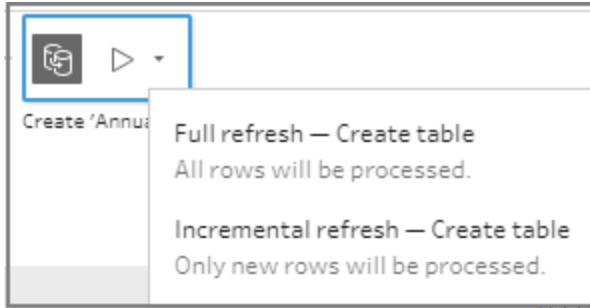 Create 'Annua
Full refresh — Create table
All rows will be processed.
Incremental refresh — Create table
Only new rows will be processed.